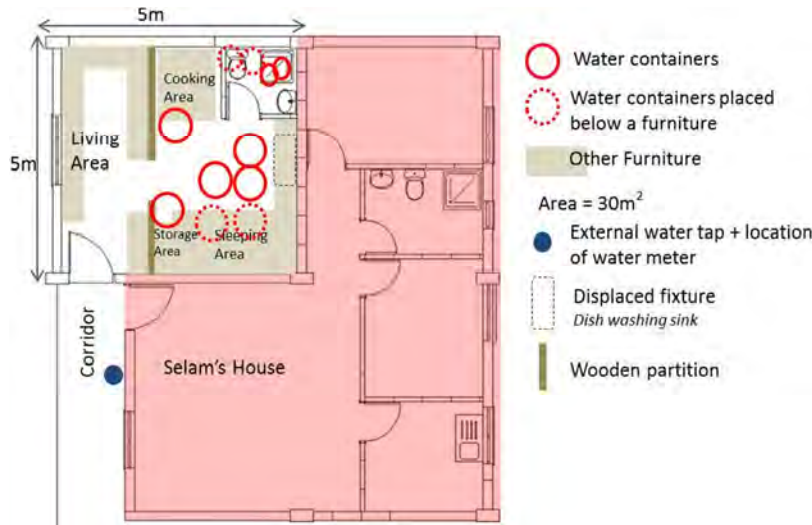 5m
5m
Cooking
Area
Living
Area
Storage
Area
Sleeping
Area
Corridor
Selam's House
Water containers
Water containers placed
below a furniture
Other Furniture
Area = 30m²
External water tap + location
of water meter
Displaced fixture
Dish washing sink
Wooden partition